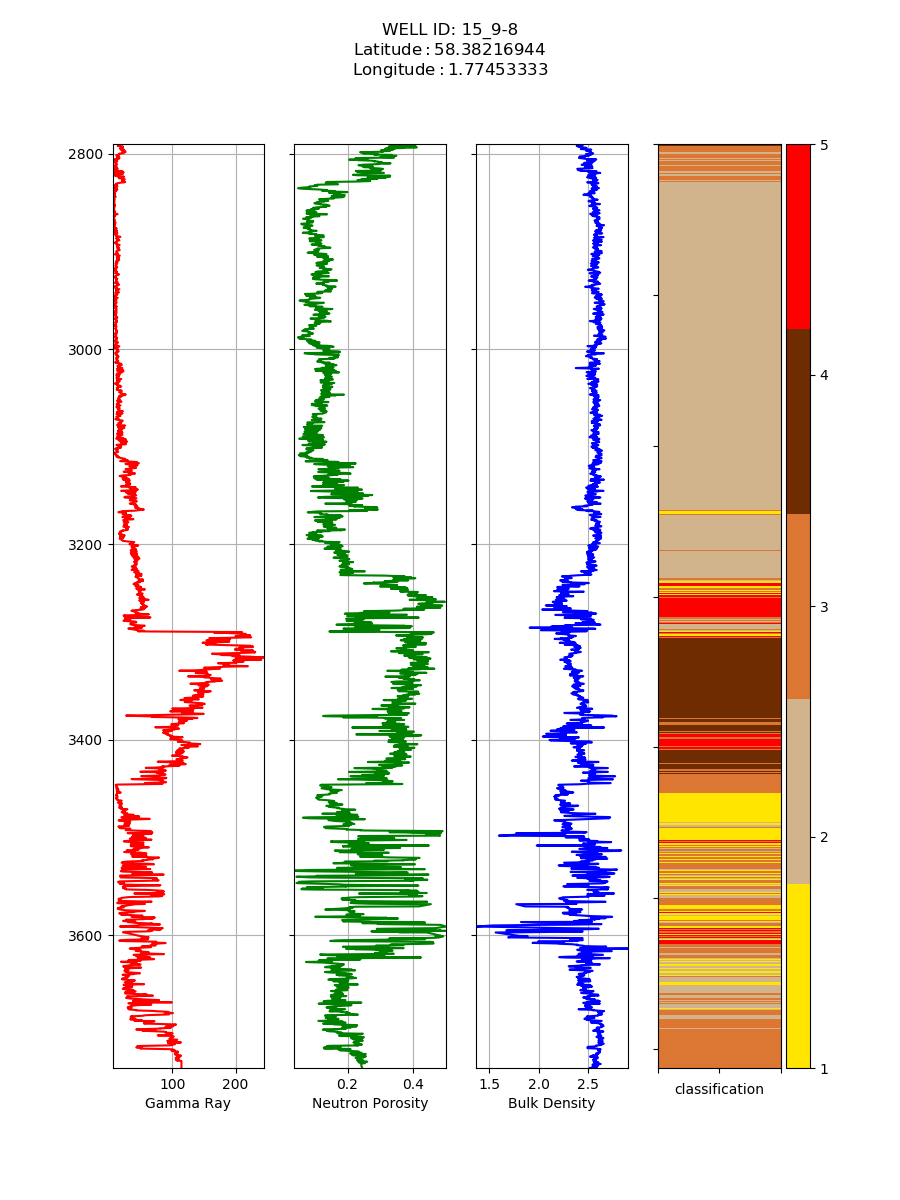 WELL ID: 15_9-8
Latitude : 58.38216944
Longitude : 1.77453333
2800
3000
3200
3400
3600
100 200
0.2 0.4
1.5 2.0 2.5
Gamma Ray
Neutron Porosity
Bulk Density
classification
5
4
3
2
1